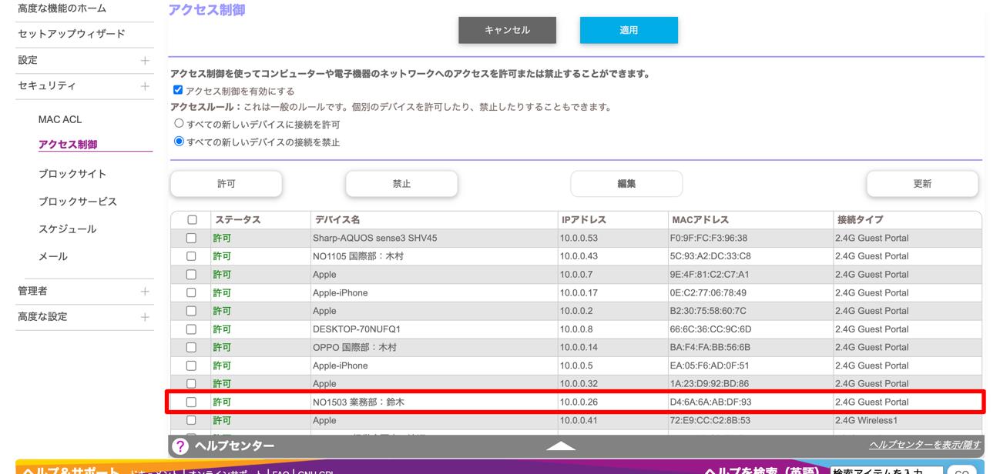 高度な機能のホーム
セットアップウィザード
設定
セキュリティ
MAC ACL
アクセス制御
ブロックサイト
ブロックサービス
スケジュール
メール
管理者
高度な設定
アクセス制御
キャンセル 適用
アクセス制御を使ってコンピューターや電子機器のネットワークへのアクセスを許可または禁止することができます。
アクセス制御を有効にする
アクセスルール：これは一般のルールです。個別のデバイスを許可したり、禁止したりすることもできます。
すべての新しいデバイスに接続を許可
すべての新しいデバイスの接続を禁止
許可 禁止 編集 更新
ステータス デバイス名 IPアドレス MACアドレス 接続タイプ
許可 Sharp-AQUOS sense3 SHV45 10.0.0.53 F0:9F:FC:F3:96:38 2.4G Guest Portal
許可 NO1105 国際部：木村 10.0.0.43 5C:93:A2:DC:33:C8 2.4G Guest Portal
許可 Apple 10.0.0.7 9E:4F:81:C2:C7:A1 2.4G Guest Portal
許可 Apple-iPhone 10.0.0.17 0E:C2:77:06:78:49 2.4G Guest Portal
許可 Apple 10.0.0.2 B2:30:75:58:60:7C 2.4G Guest Portal
許可 DESKTOP-70NUFQ1 10.0.0.8 66:6C:36:CC:9C:6D 2.4G Guest Portal
許可 OPPO 国際部：木村 10.0.0.14 BA:F4:FA:BB:56:6B 2.4G Guest Portal
許可 Apple-iPhone 10.0.0.5 EA:05:F6:AD:0F:51 2.4G Guest Portal
許可 Apple 10.0.0.32 1A:23:D9:92:BD:86 2.4G Guest Portal
許可 NO1503 業務部：鈴木 10.0.0.26 D4:6A:6A:AB:DF:93 2.4G Guest Portal
許可 Apple 10.0.0.41 72:E9:CC:C2:8B:53 2.4G Wireless1
? ヘルプセンター ヘルプセンターを表示/隠す
ヘルプ&サポート ドキュメント | オンラインサポート | FAQ | GNU GPL ヘルプを検索（英語） 検索アイテムを入力 GO